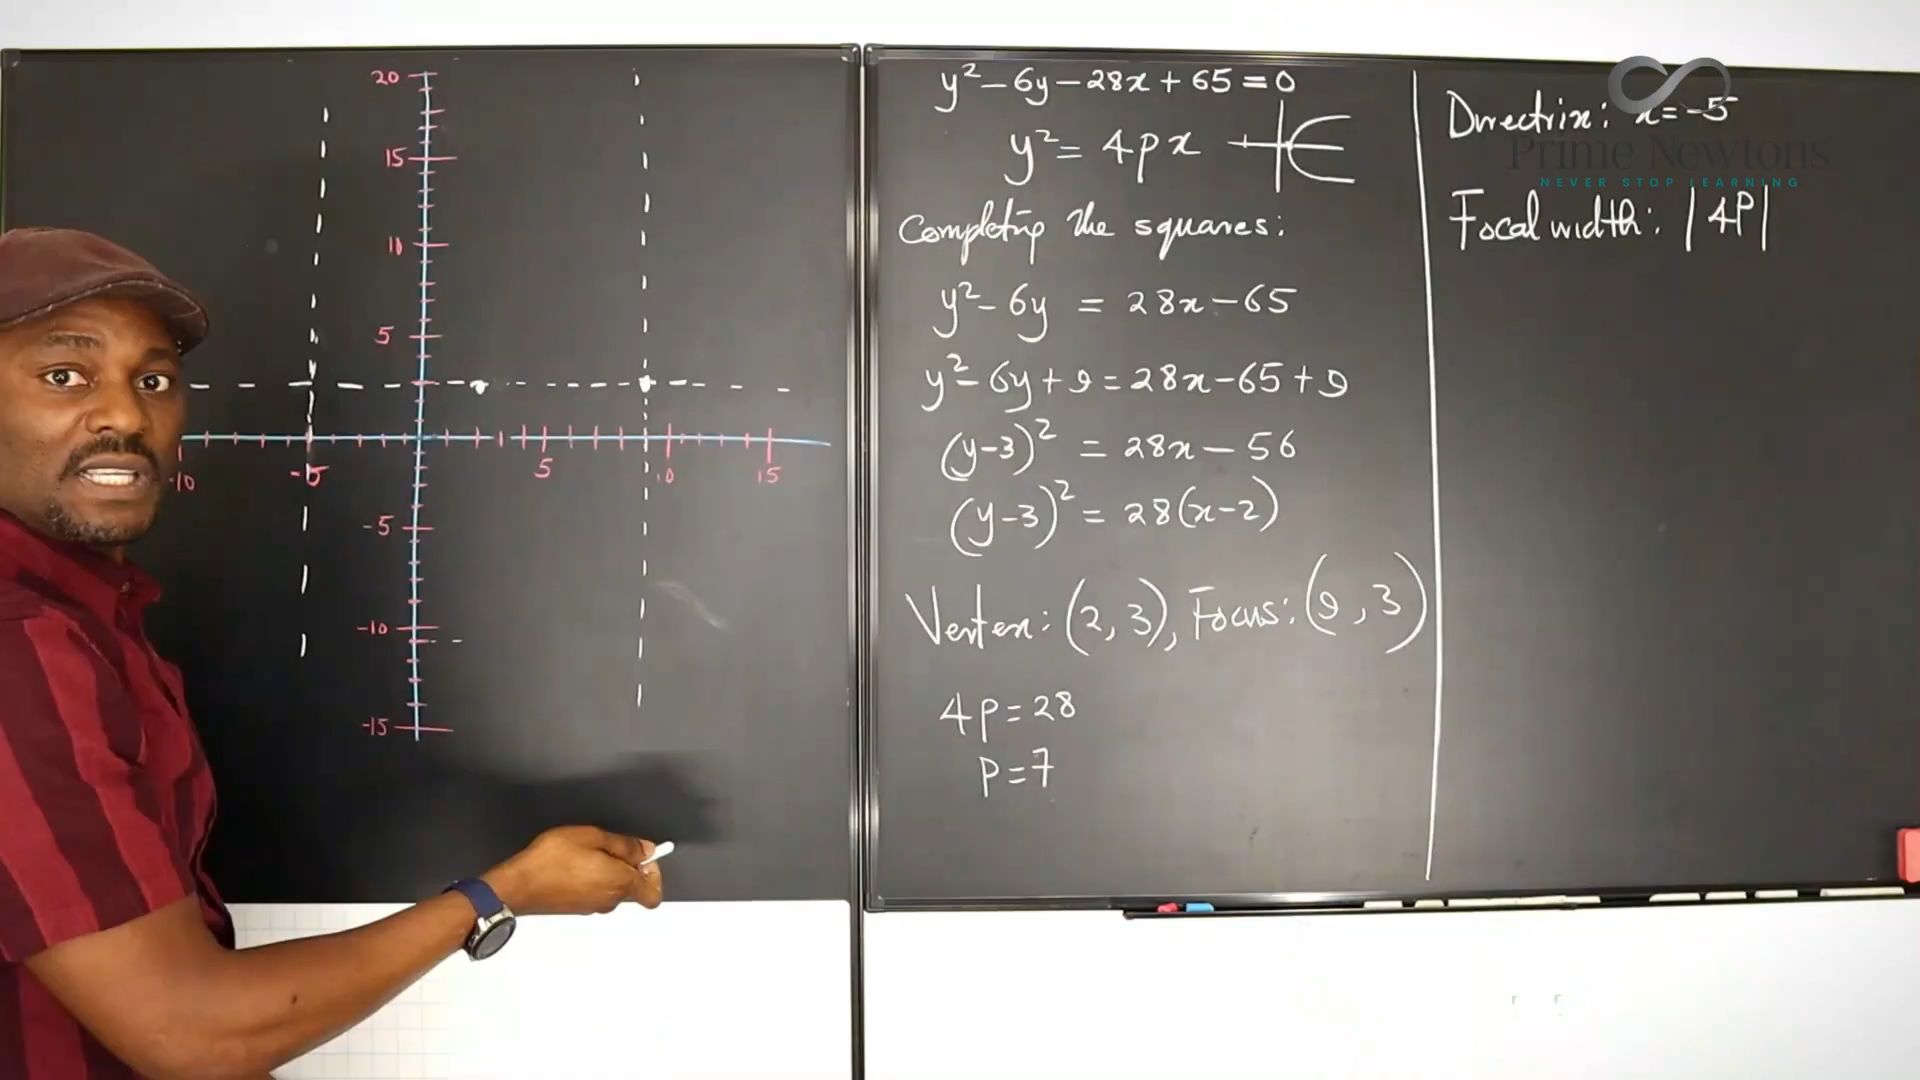 20
15
10
5
-5
-10
-15
-10
-5
5
10
15
y² - 6y - 28x + 65 = 0
y² = 4px
Completing the squares:
y² - 6y = 28x - 65
y² - 6y + 9 = 28x - 65 + 9
(y-3)² = 28x - 56
(y-3)² = 28(x-2)
Vertex: (2, 3), Focus: (9, 3)
4p = 28
p = 7
Directrix: x = -5
Prime Newtons
NEVER STOP LEARNING
Focal width: |4P|